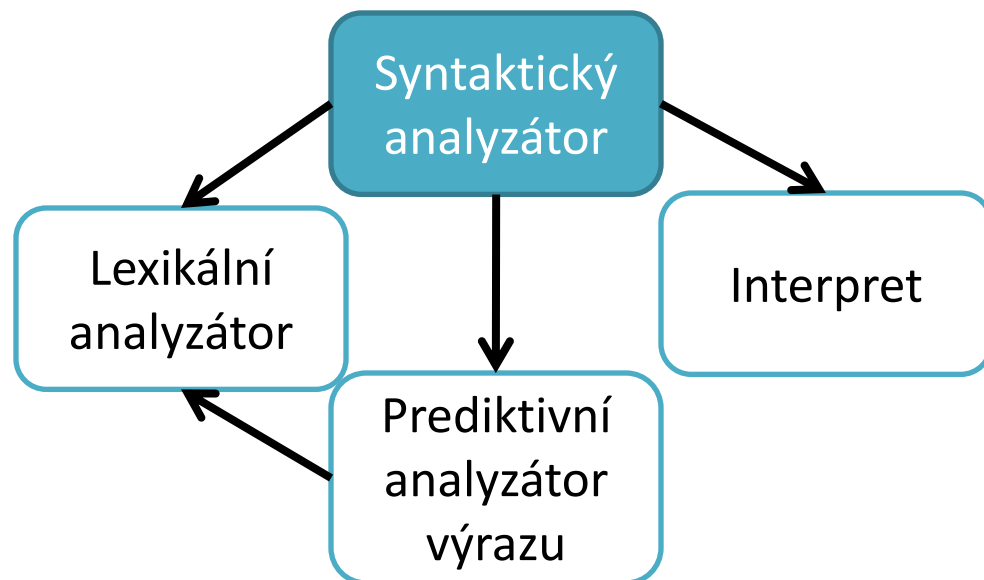 Syntaktický
analyzátor
Lexikální
analyzátor
Interpret
Prediktivní
analyzátor
výrazu